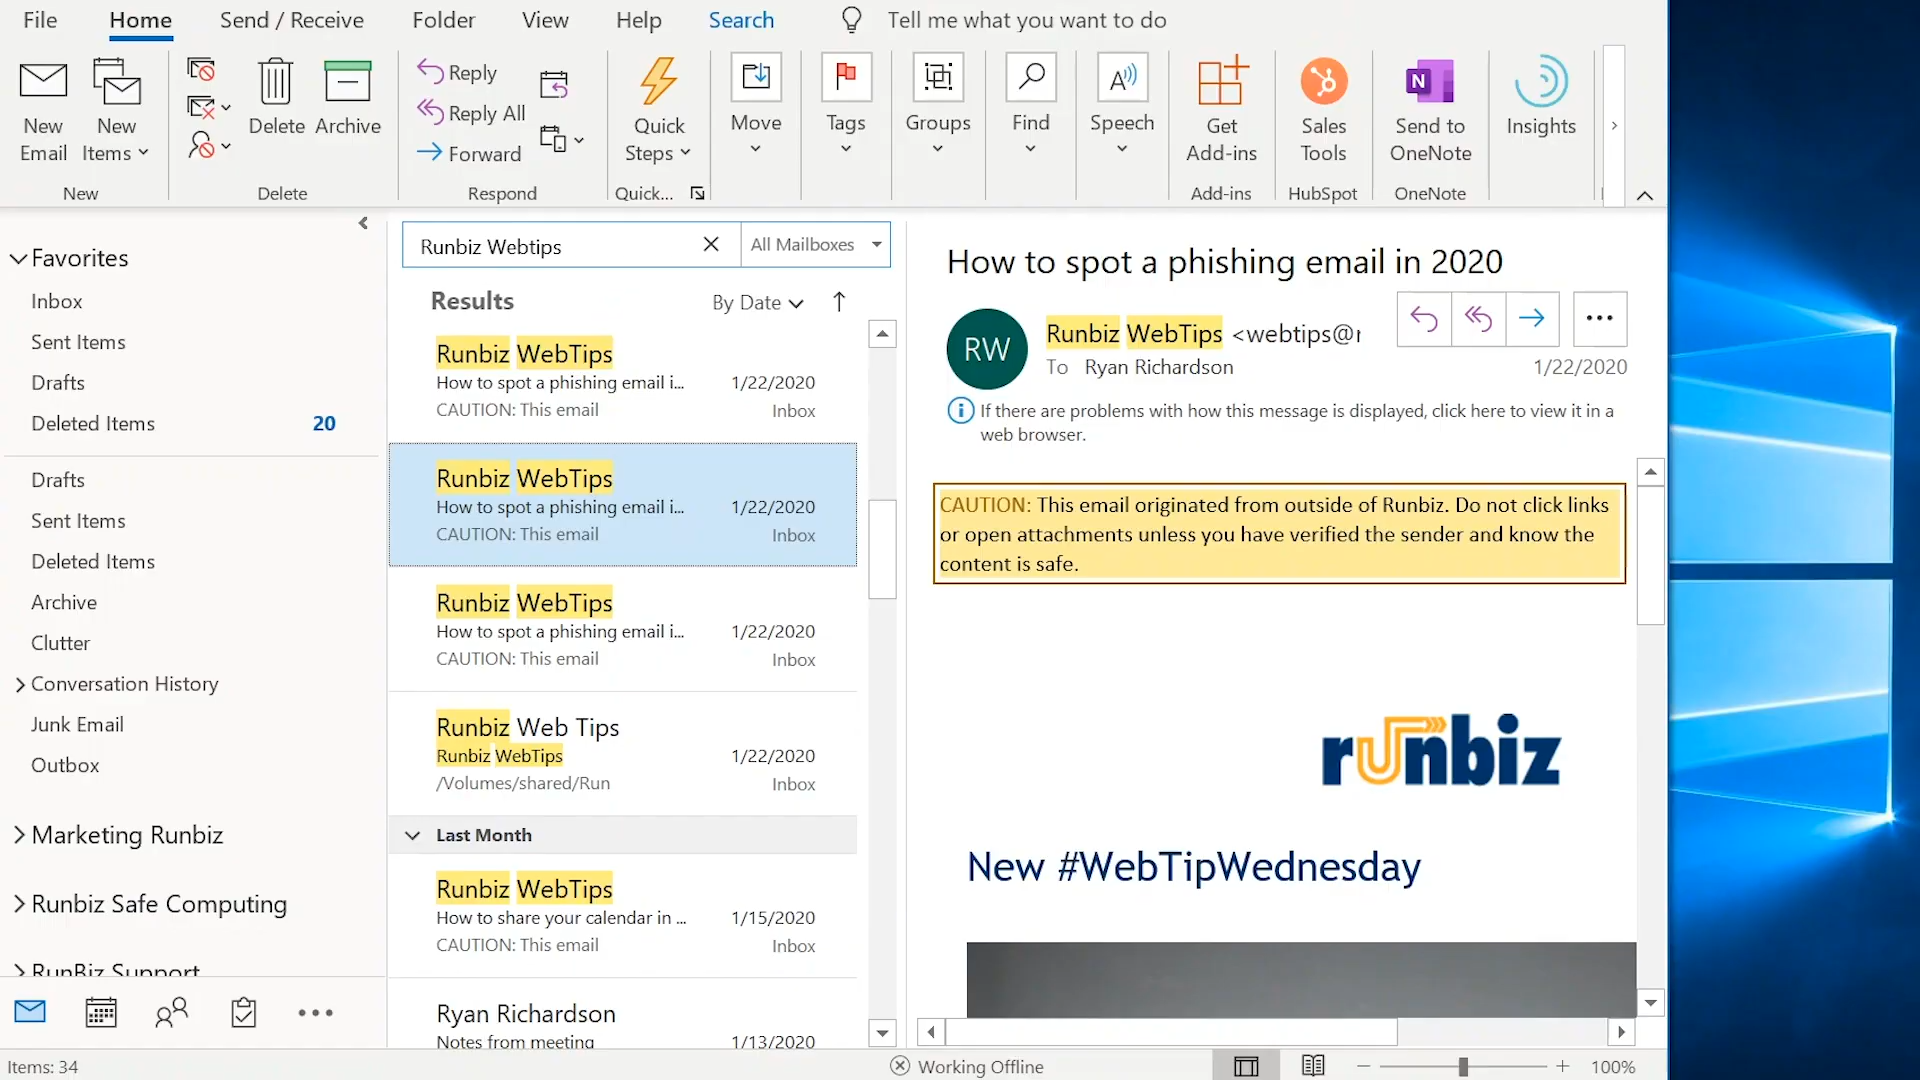 File Home Send / Receive Folder View Help Search Tell me what you want to do
New Email
New Items
New
Delete
Archive
Delete
Reply
Reply All
Forward
Respond
Quick Steps
Quick...
Move
Tags
Groups
Find
Speech
Get Add-ins
Add-ins
Sales Tools
HubSpot
N
Send to OneNote
OneNote
Insights
Favorites
Inbox
Sent Items
Drafts
Deleted Items 20
Drafts
Sent Items
Deleted Items
Archive
Clutter
Conversation History
Junk Email
Outbox
Marketing Runbiz
Runbiz Safe Computing
RunBiz Support
Runbiz Webtips
All Mailboxes
Results By Date
Runbiz WebTips
How to spot a phishing email i... 1/22/2020
CAUTION: This email Inbox
Runbiz WebTips
How to spot a phishing email i... 1/22/2020
CAUTION: This email Inbox
Runbiz WebTips
How to spot a phishing email i... 1/22/2020
CAUTION: This email Inbox
Runbiz Web Tips
Runbiz WebTips 1/22/2020
/Volumes/shared/Run Inbox
Last Month
Runbiz WebTips
How to share your calendar in ... 1/15/2020
CAUTION: This email Inbox
Ryan Richardson
Notes from meeting 1/13/2020
How to spot a phishing email in 2020
RW
Runbiz WebTips <webtips@r
To Ryan Richardson 1/22/2020
If there are problems with how this message is displayed, click here to view it in a
web browser.
CAUTION: This email originated from outside of Runbiz. Do not click links
or open attachments unless you have verified the sender and know the
content is safe.
runbiz
New #WebTipWednesday
Items: 34 Working Offline 100%